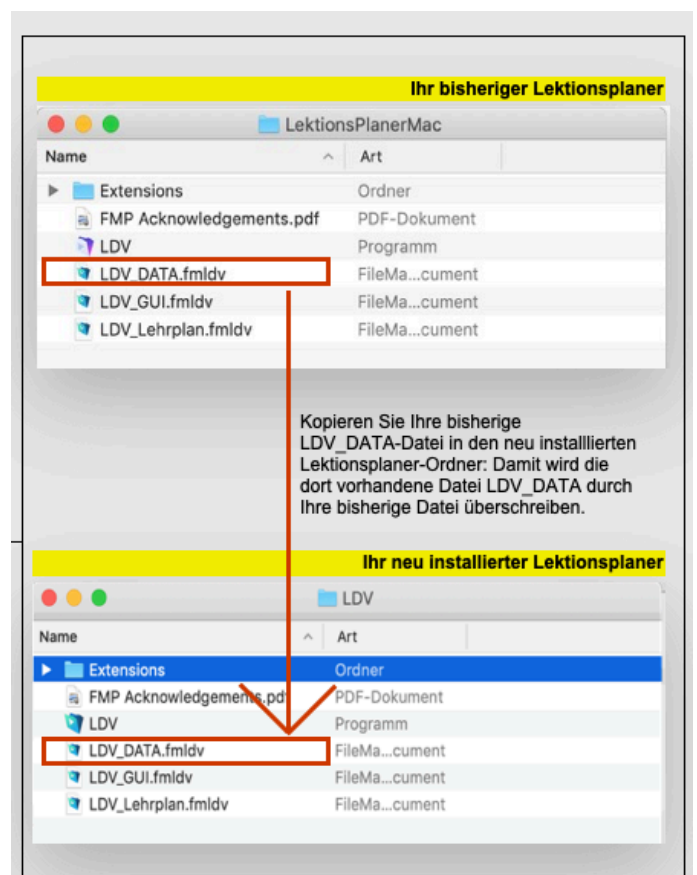 Ihr bisheriger Lektionsplaner
LektionsPlanerMac
Name Art
Extensions Ordner
FMP Acknowledgements.pdf PDF-Dokument
LDV Programm
LDV_DATA.fmldv FileMa...cument
LDV_GUI.fmldv FileMa...cument
LDV_Lehrplan.fmldv FileMa...cument
Kopieren Sie Ihre bisherige
LDV_DATA-Datei in den neu installlierten
Lektionsplaner-Ordner: Damit wird die
dort vorhandene Datei LDV_DATA durch
Ihre bisherige Datei überschreiben.
Ihr neu installierter Lektionsplaner
LDV
Name Art
Extensions Ordner
FMP Acknowledgements.pdf PDF-Dokument
LDV Programm
LDV_DATA.fmldv FileMa...cument
LDV_GUI.fmldv FileMa...cument
LDV_Lehrplan.fmldv FileMa...cument